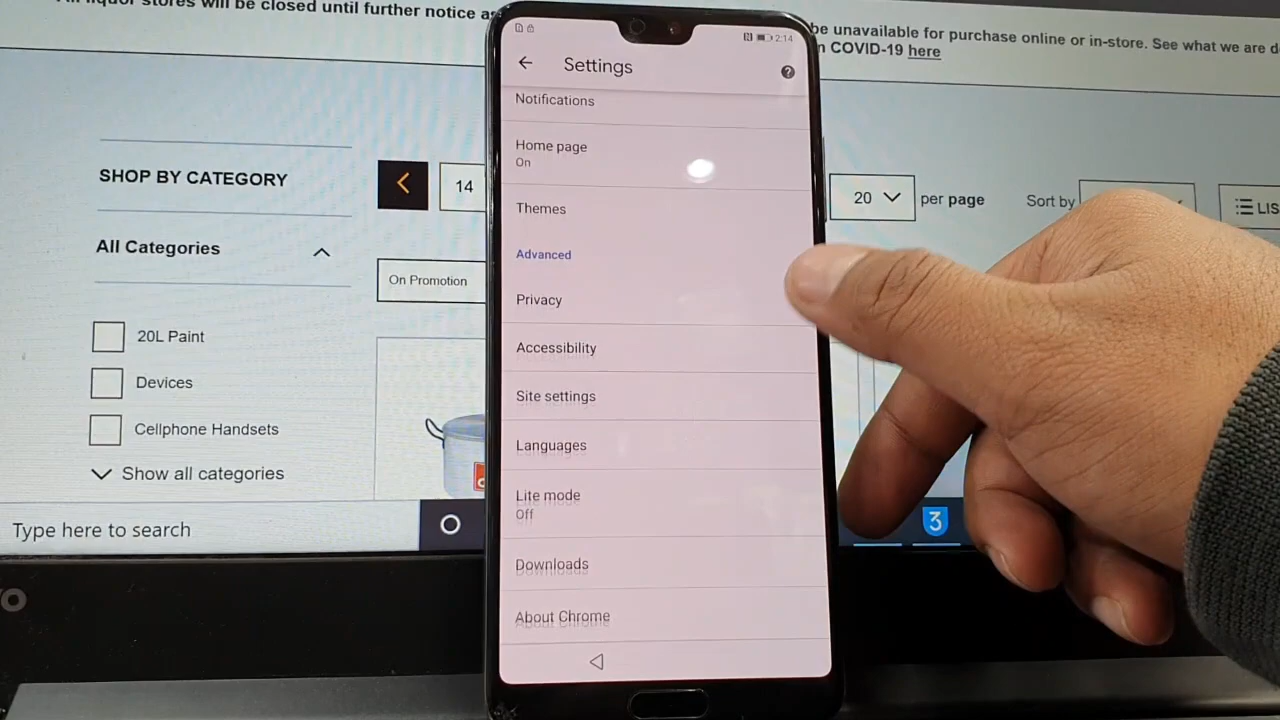 liquor stores will be closed until further notice
be unavailable for purchase online or in-store. See what we are
COVID-19 here
2:14
Settings
Notifications
Home page
On
Themes
Advanced
Privacy
Accessibility
Site settings
Languages
Lite mode
Off
Downloads
About Chrome
SHOP BY CATEGORY
14
All Categories
On Promotion
20L Paint
Devices
Cellphone Handsets
Show all categories
20 per page
Sort by
Type here to search
3